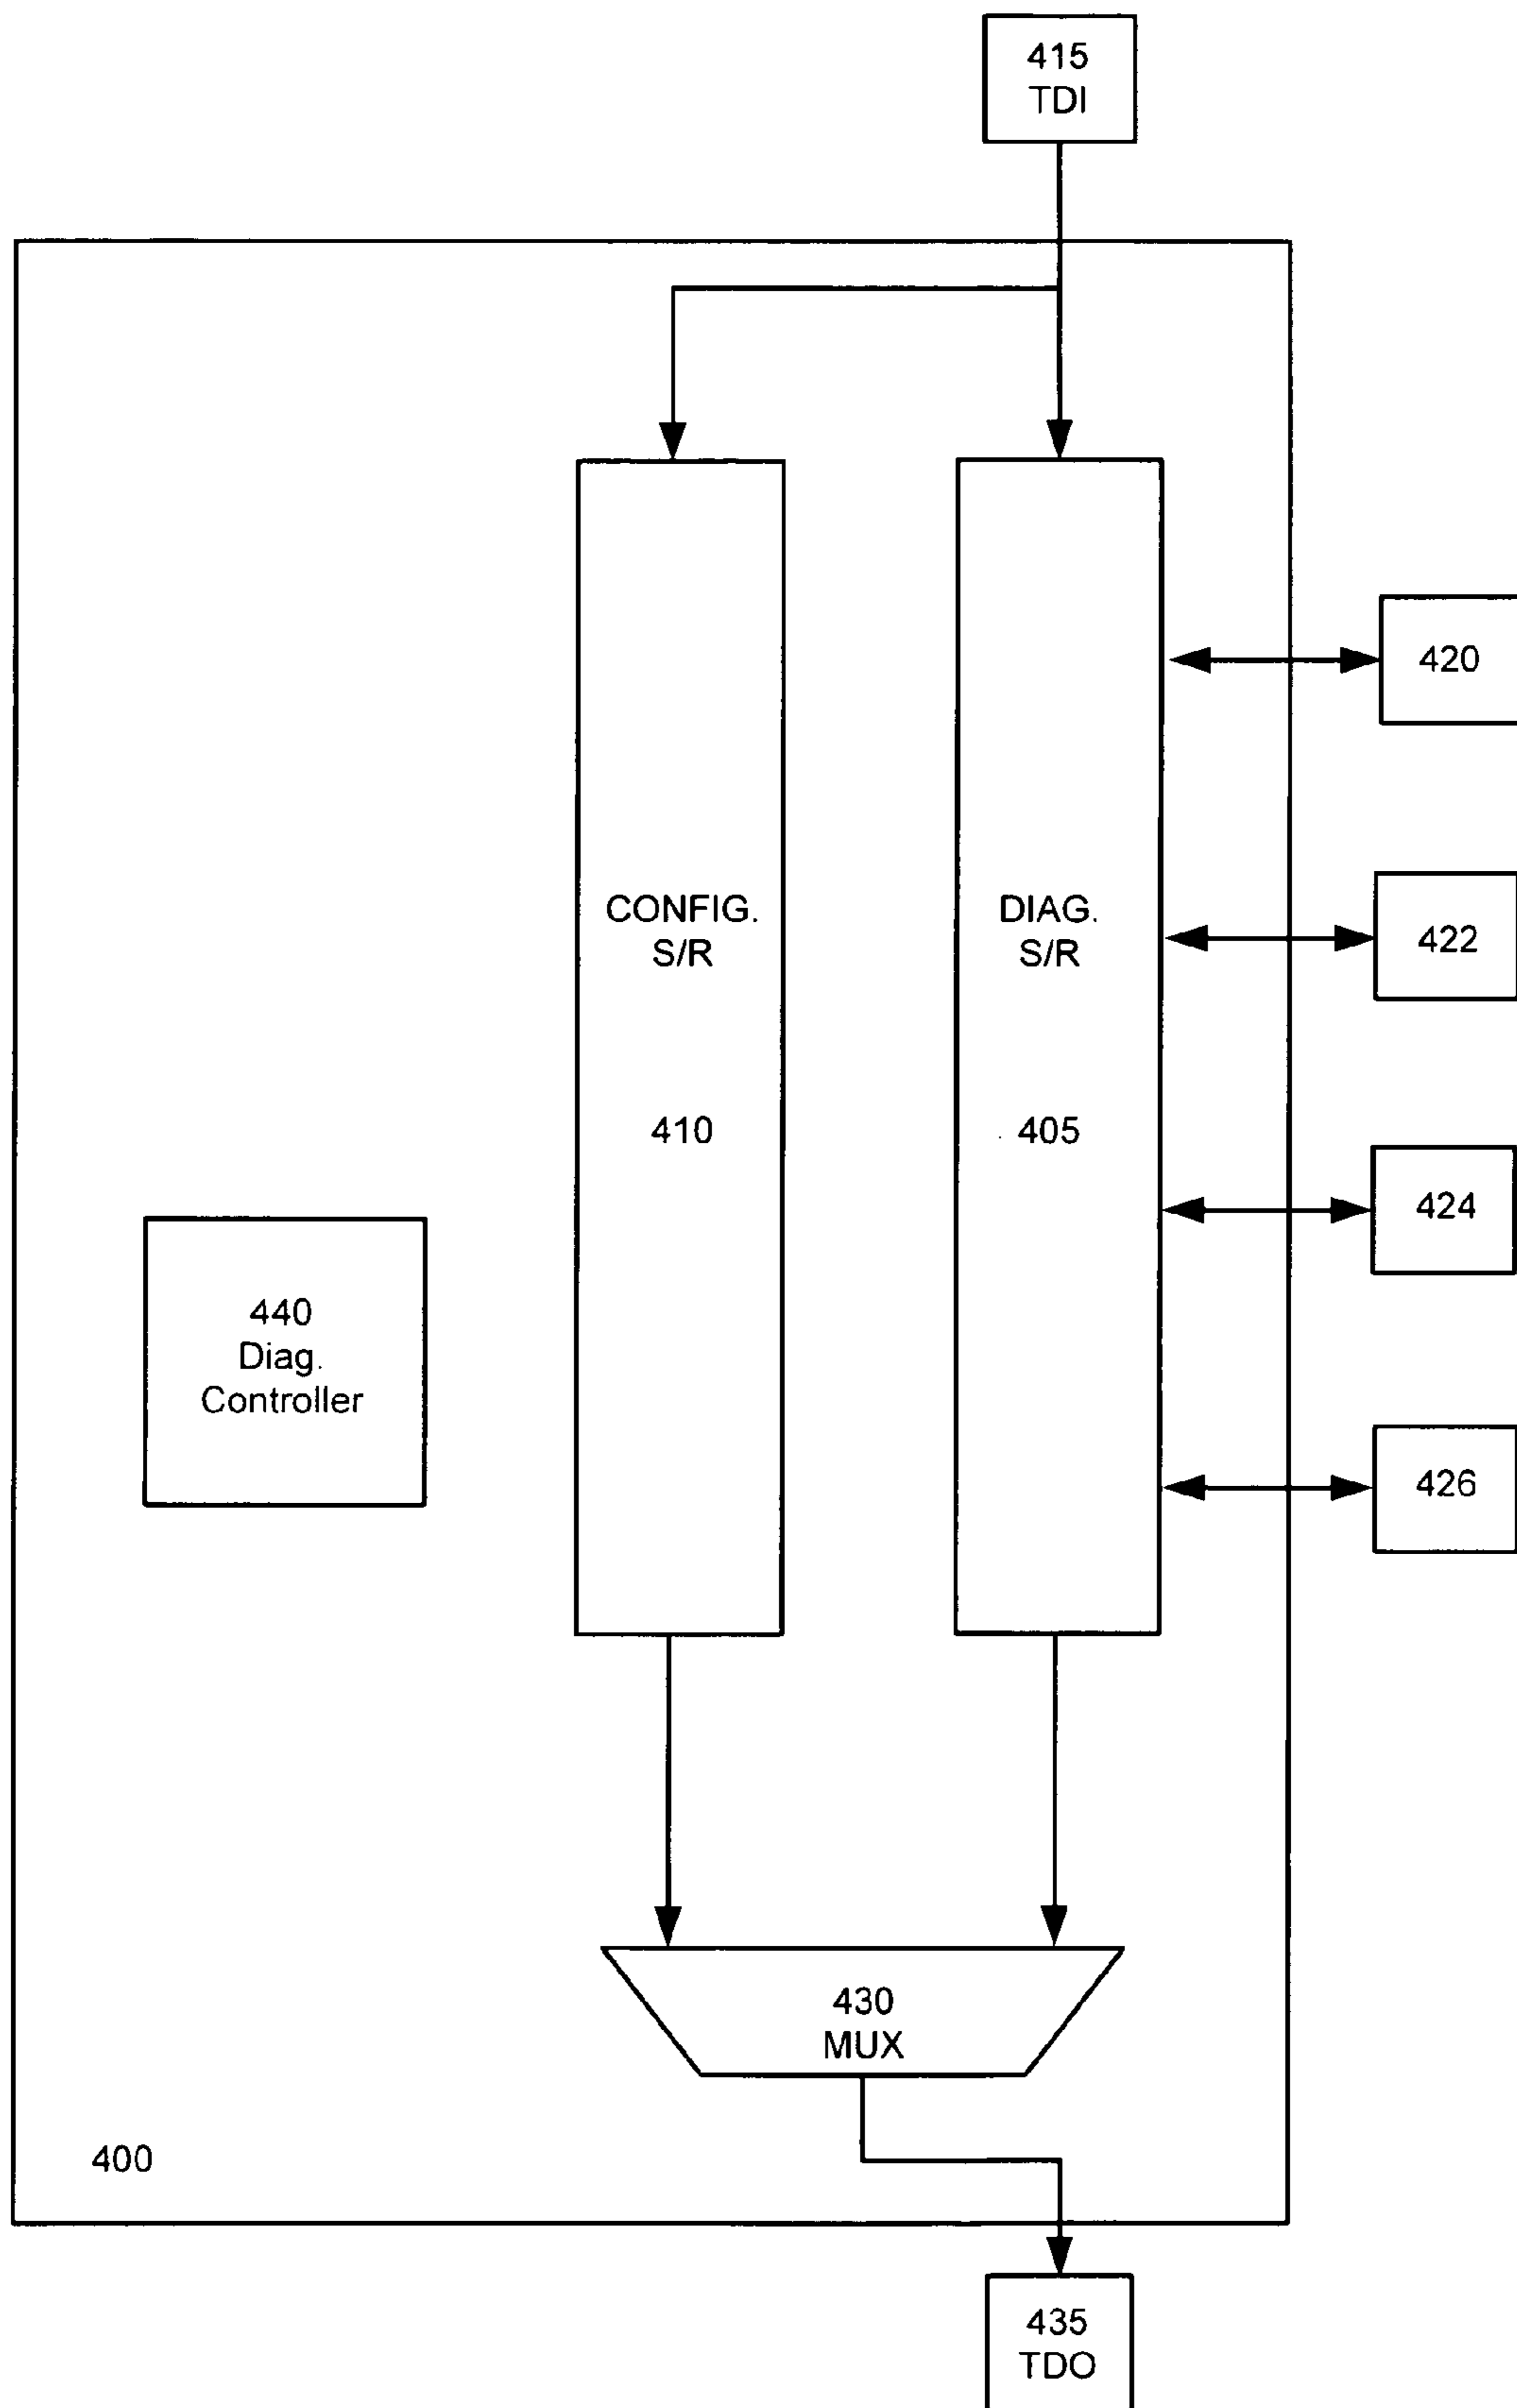 415
TDI
420
CONFIG.
S/R
410
DIAG.
S/R
405
422
424
440
Diag.
Controller
426
430
MUX
400
435
TDO